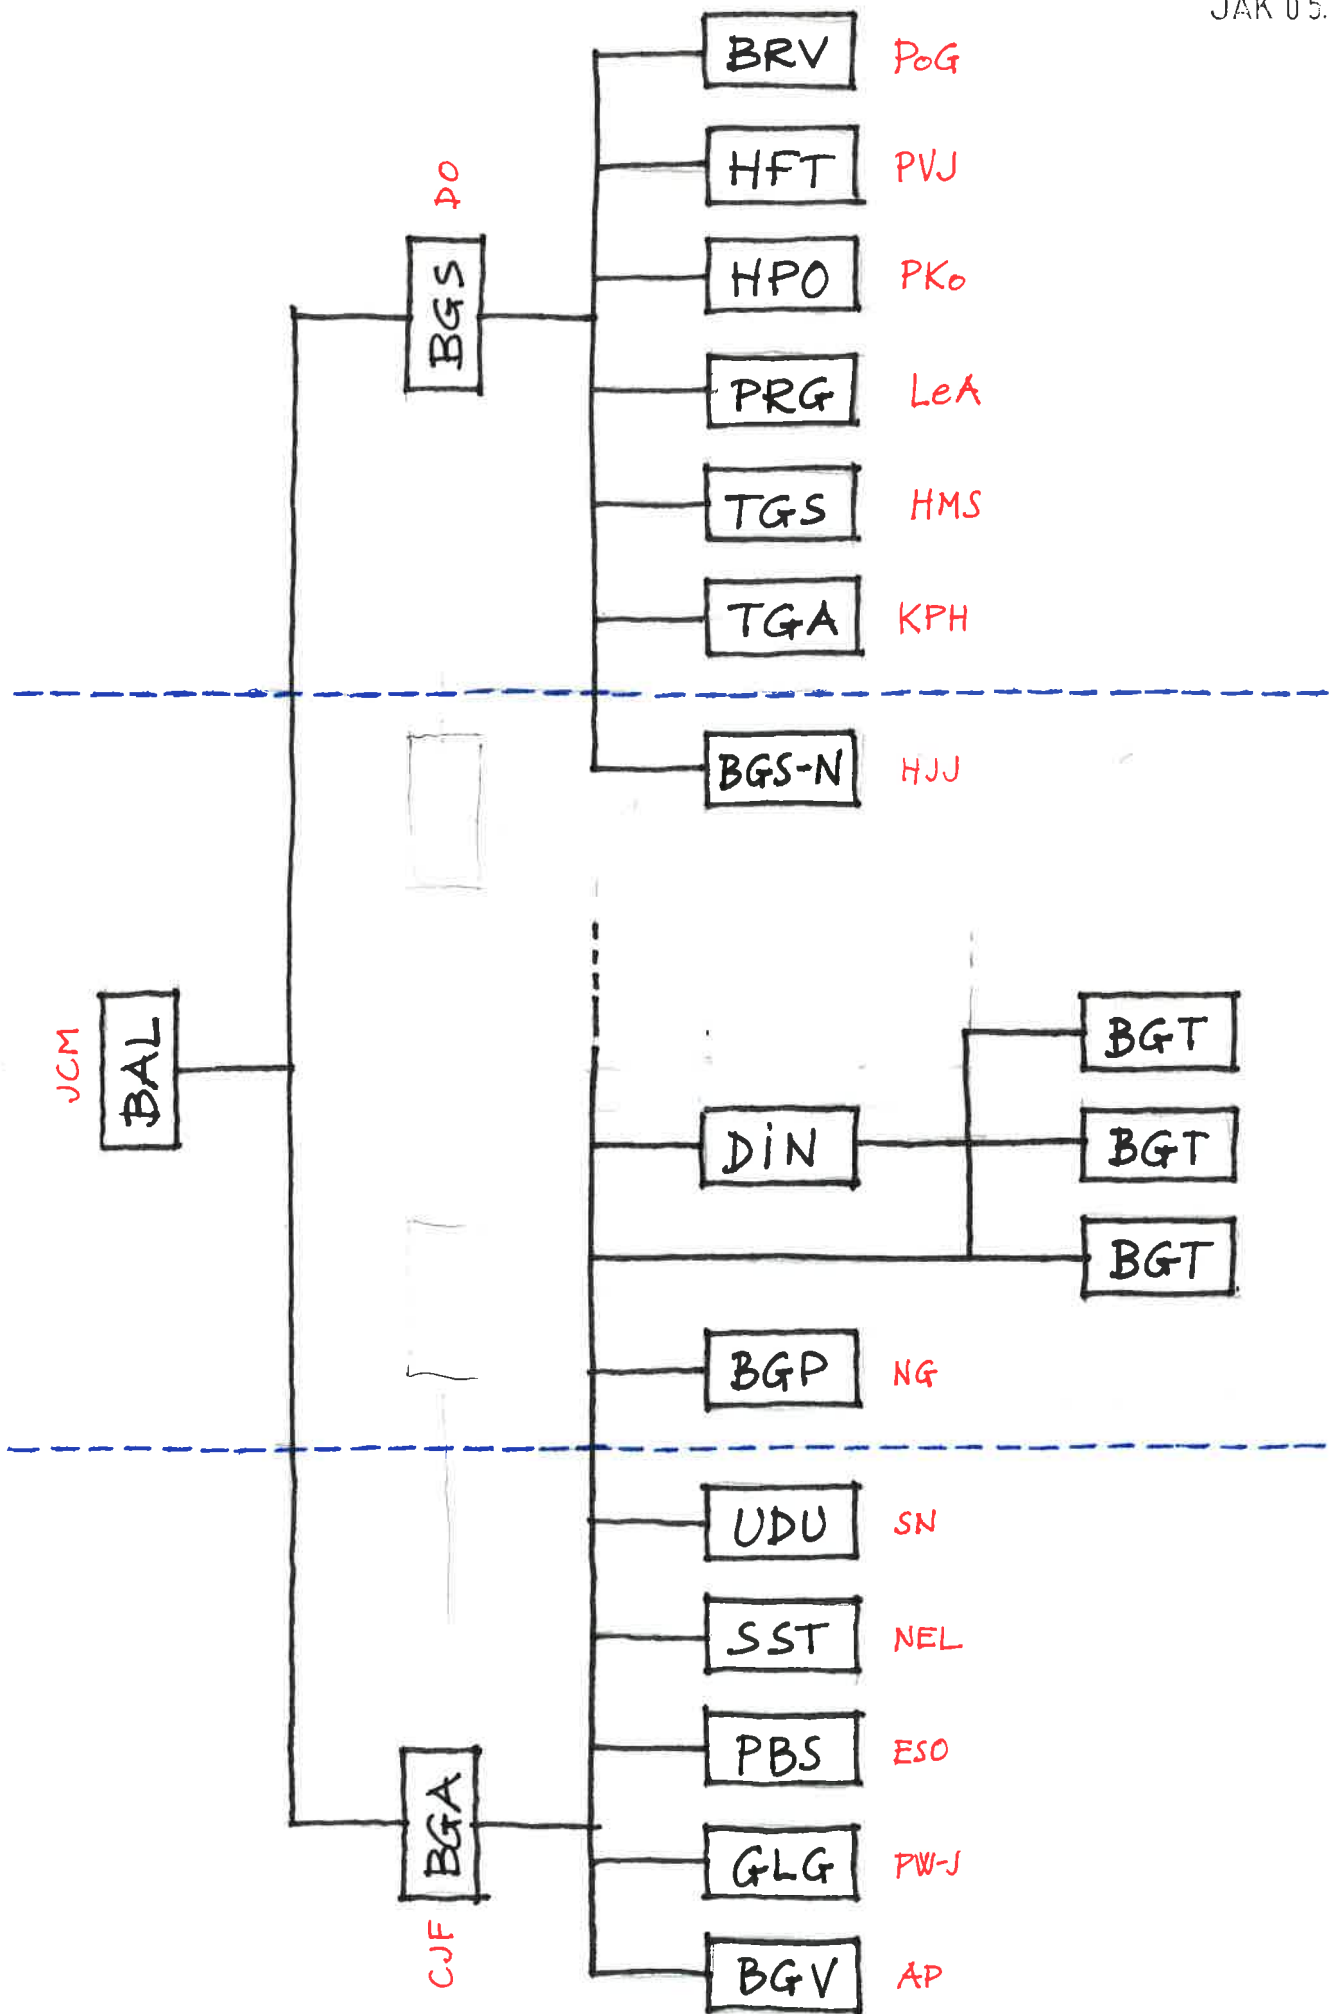 JAK 05.
BRV PoG
HFT PVJ
DO
BGS
HPO PKo
PRG LeA
TGS HMS
TGA KPH
BGS-N HJJ
JCM
BAL
BGT
DiN
BGT
BGT
BGP NG
UDU SN
SST NEL
PBS ESO
BGA
CJF
GLG PW-J
BGV AP